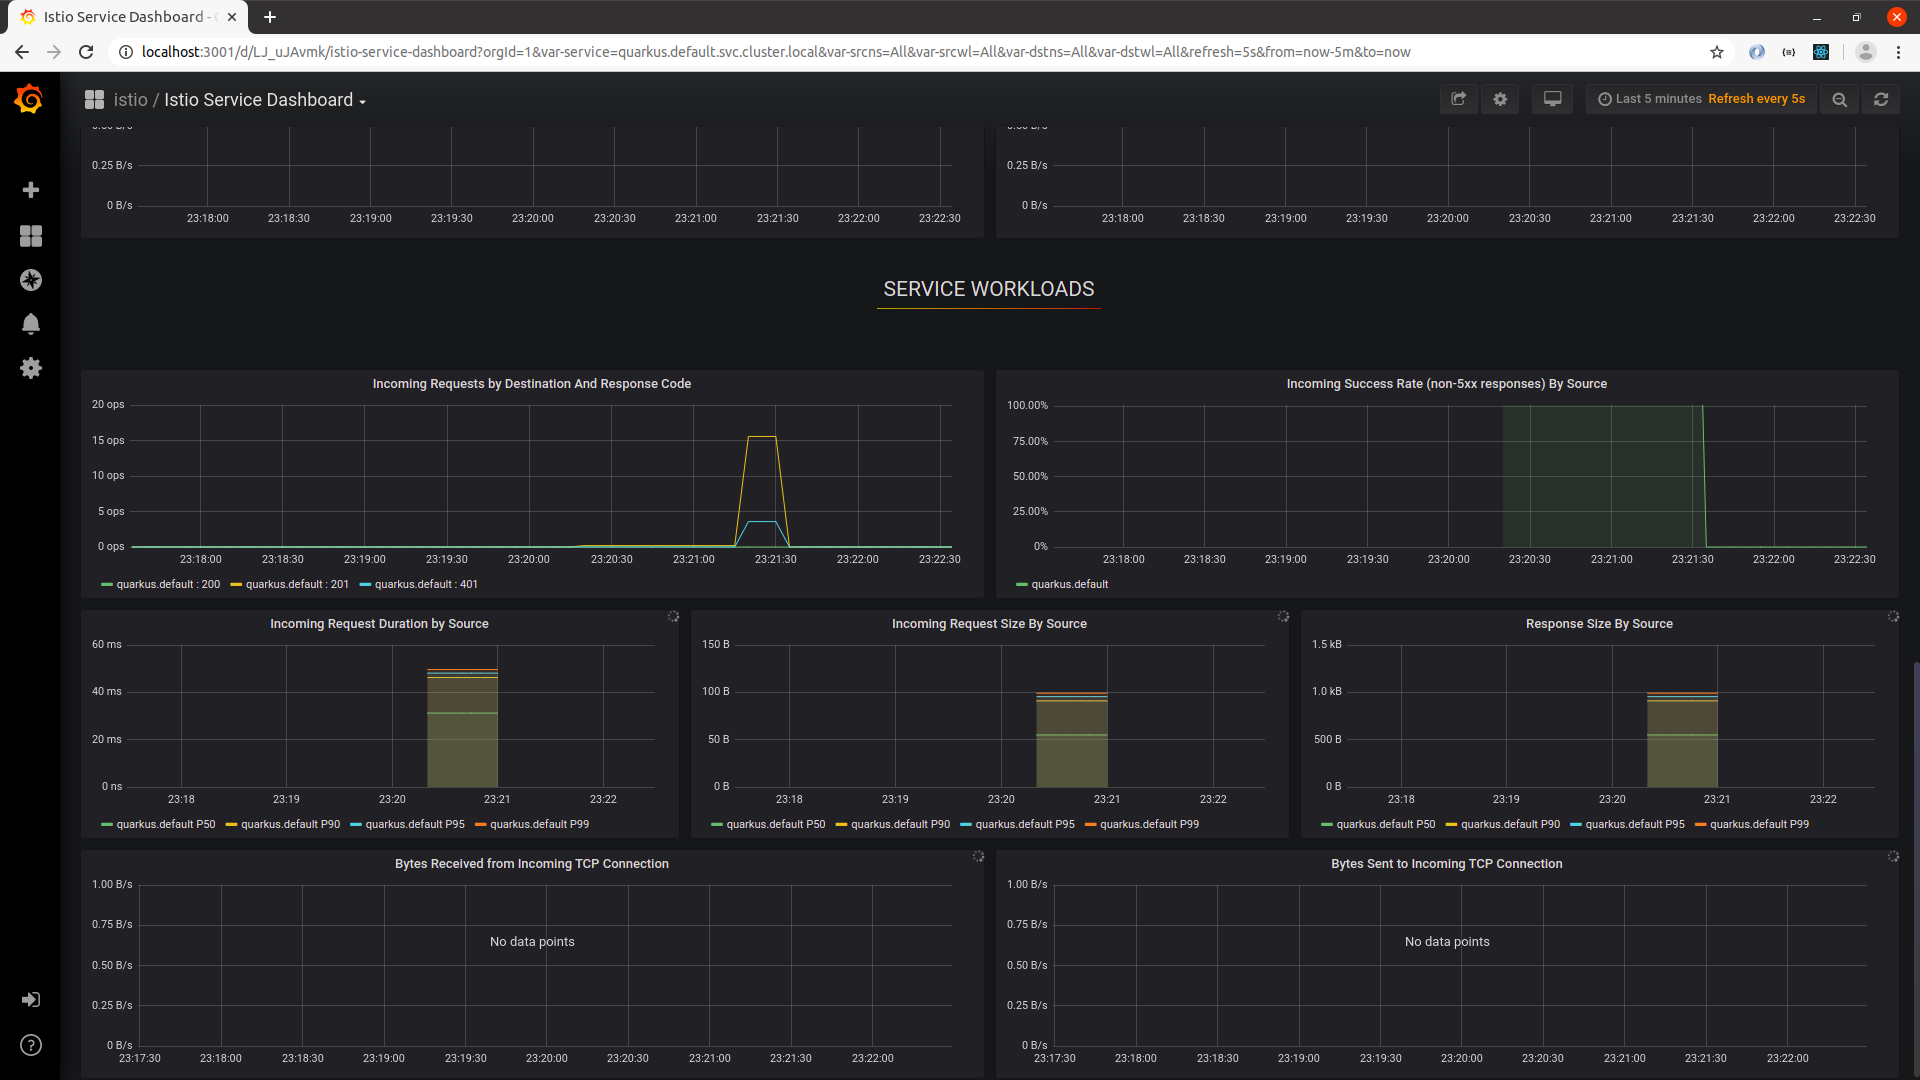 Istio Service Dashboard -
localhost:3001/d/LJ_uJAvmk/istio-service-dashboard?orgId=1&var-service=quarkus.default.svc.cluster.local&var-srcns=All&var-srcwl=All&var-dstns=All&var-dstwl=All&refresh=5s&from=now-5m&to=now
istio / Istio Service Dashboard
Last 5 minutes Refresh every 5s
0.25 B/s
0 B/s
23:18:00 23:18:30 23:19:00 23:19:30 23:20:00 23:20:30 23:21:00 23:21:30 23:22:00 23:22:30
0.25 B/s
0 B/s
23:18:00 23:18:30 23:19:00 23:19:30 23:20:00 23:20:30 23:21:00 23:21:30 23:22:00 23:22:30
SERVICE WORKLOADS
Incoming Requests by Destination And Response Code
20 ops
15 ops
10 ops
5 ops
0 ops
23:18:00 23:18:30 23:19:00 23:19:30 23:20:00 23:20:30 23:21:00 23:21:30 23:22:00 23:22:30
quarkus.default : 200 quarkus.default : 201 quarkus.default : 401
Incoming Success Rate (non-5xx responses) By Source
100.00%
75.00%
50.00%
25.00%
0%
23:18:00 23:18:30 23:19:00 23:19:30 23:20:00 23:20:30 23:21:00 23:21:30 23:22:00 23:22:30
quarkus.default
Incoming Request Duration by Source
60 ms
40 ms
20 ms
0 ns
23:18 23:19 23:20 23:21 23:22
quarkus.default P50 quarkus.default P90 quarkus.default P95 quarkus.default P99
Incoming Request Size By Source
150 B
100 B
50 B
0 B
23:18 23:19 23:20 23:21 23:22
quarkus.default P50 quarkus.default P90 quarkus.default P95 quarkus.default P99
Response Size By Source
1.5 kB
1.0 kB
500 B
0 B
23:18 23:19 23:20 23:21 23:22
quarkus.default P50 quarkus.default P90 quarkus.default P95 quarkus.default P99
Bytes Received from Incoming TCP Connection
1.00 B/s
0.75 B/s
No data points
0.50 B/s
0.25 B/s
0 B/s
23:17:30 23:18:00 23:18:30 23:19:00 23:19:30 23:20:00 23:20:30 23:21:00 23:21:30 23:22:00
Bytes Sent to Incoming TCP Connection
1.00 B/s
0.75 B/s
No data points
0.50 B/s
0.25 B/s
0 B/s
23:17:30 23:18:00 23:18:30 23:19:00 23:19:30 23:20:00 23:20:30 23:21:00 23:21:30 23:22:00